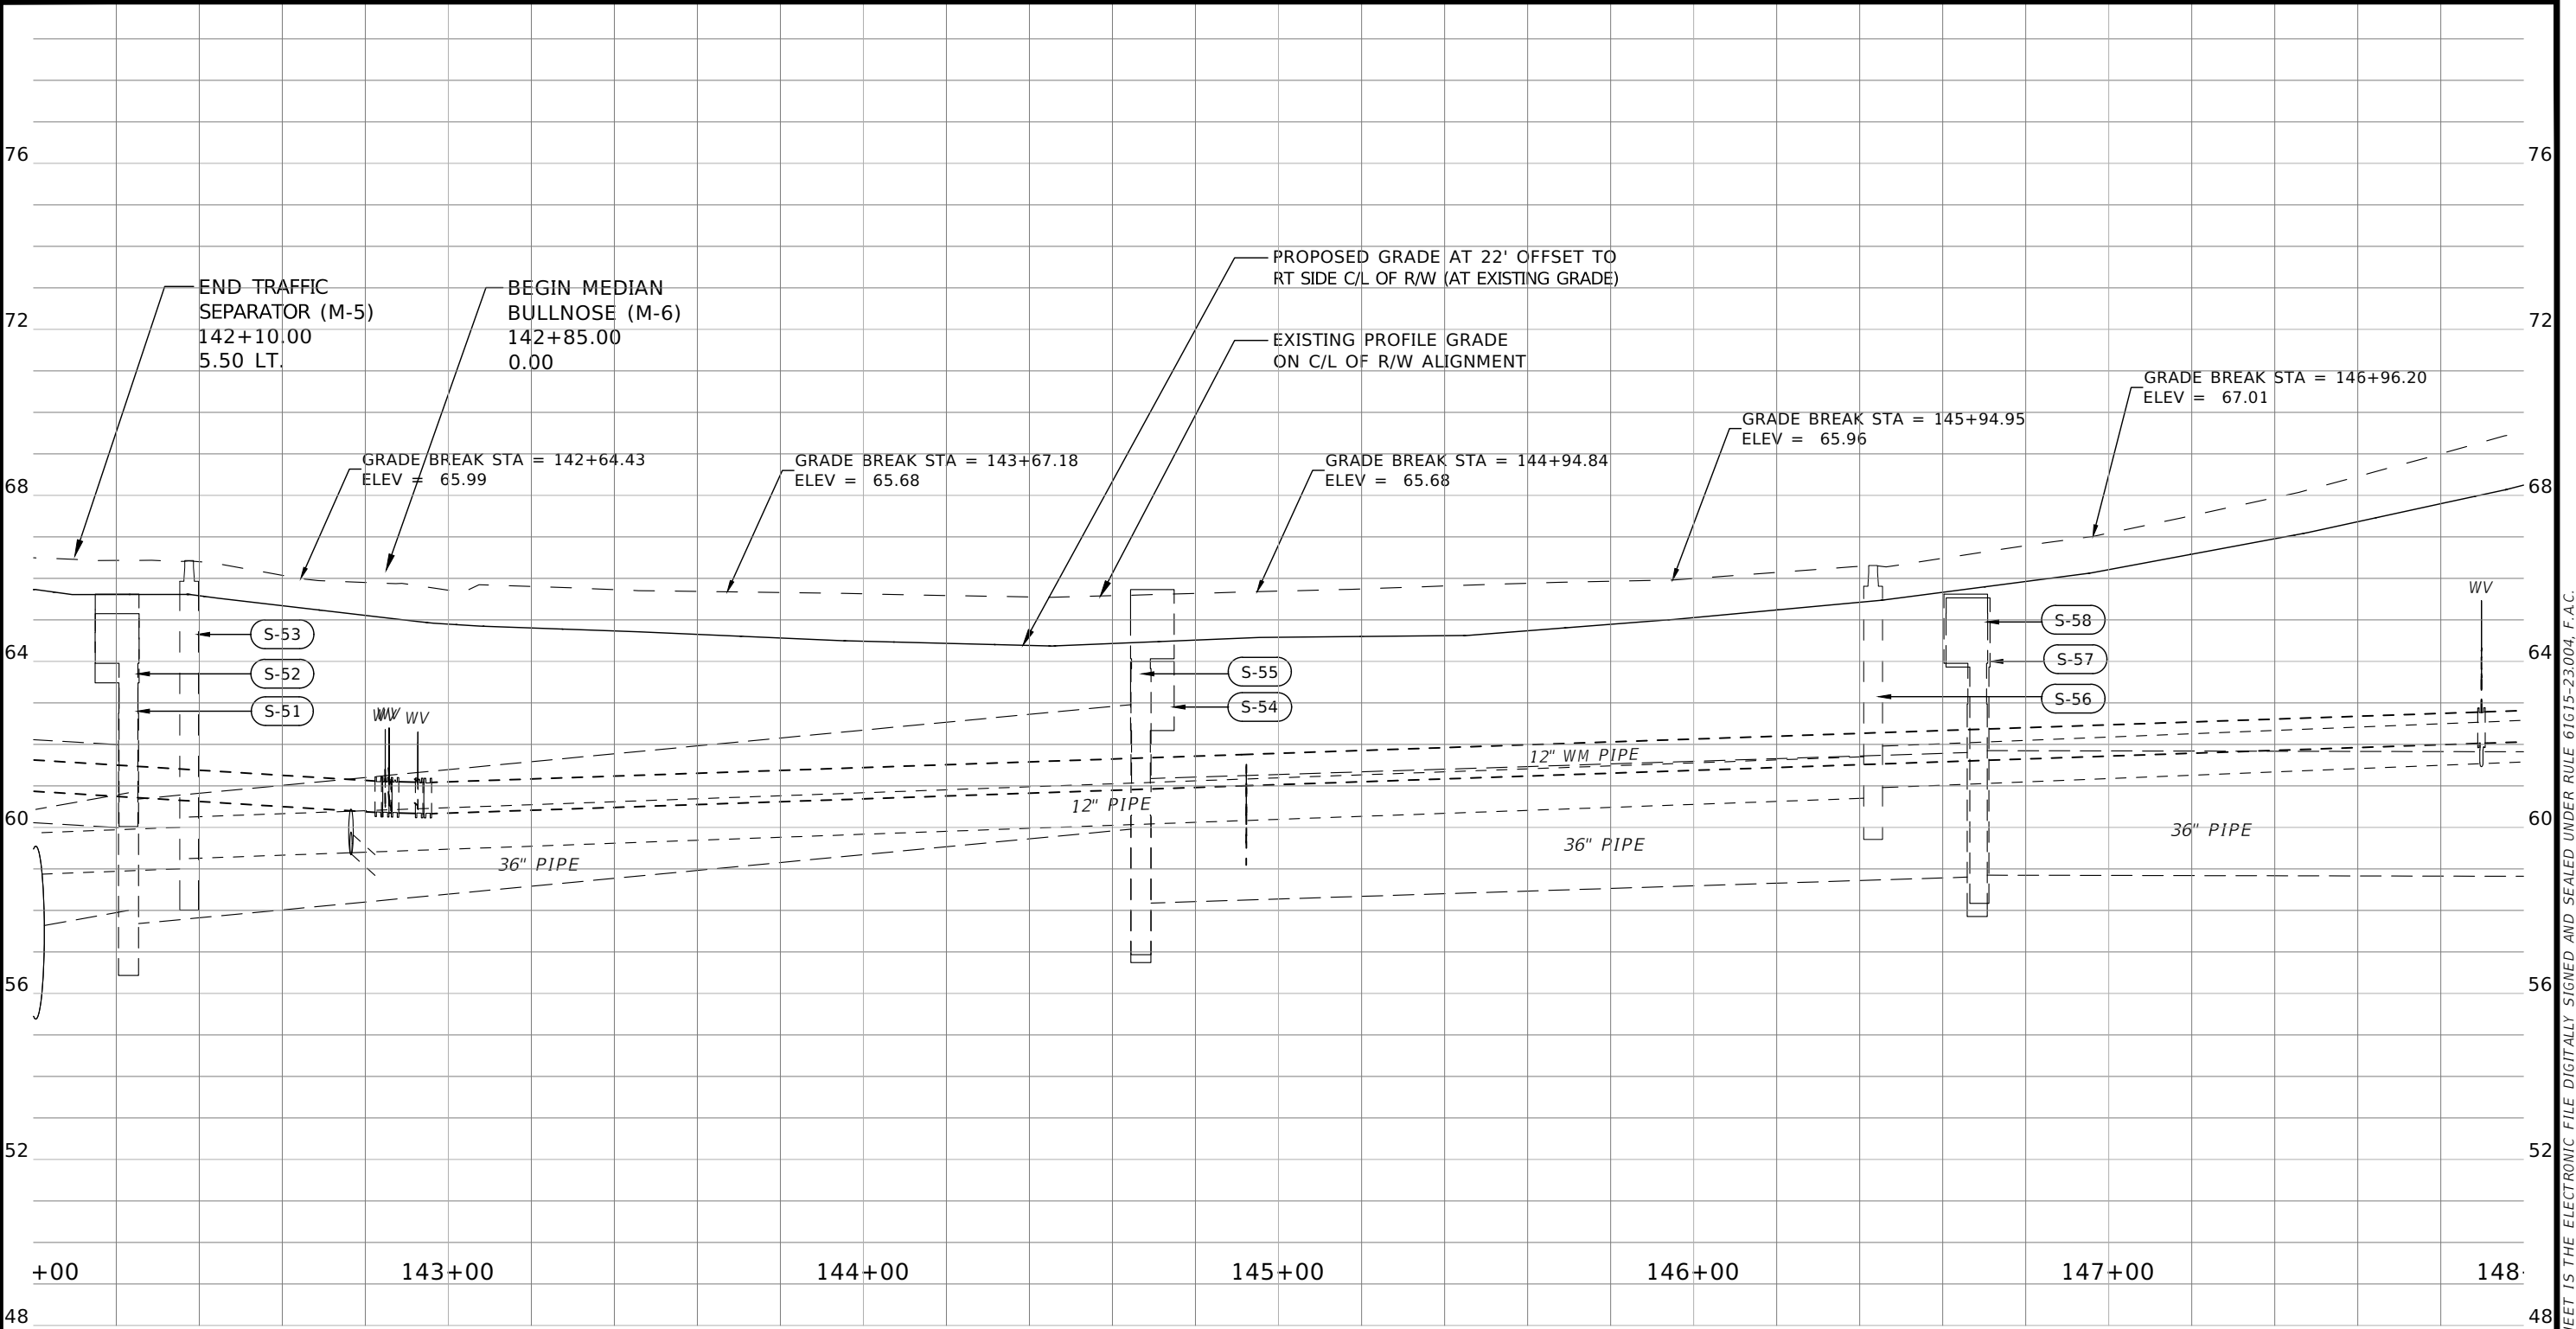 76
76
72
72
68
68
64
64
60
60
56
56
52
52
48
48
PROPOSED GRADE AT 22' OFFSET TO
RT SIDE C/L OF R/W (AT EXISTING GRADE)
END TRAFFIC
SEPARATOR (M-5)
142+10.00
5.50 LT.
BEGIN MEDIAN
BULLNOSE (M-6)
142+85.00
0.00
EXISTING PROFILE GRADE
ON C/L OF R/W ALIGNMENT
GRADE BREAK STA = 146+96.20
ELEV = 67.01
GRADE BREAK STA = 145+94.95
ELEV = 65.96
GRADE BREAK STA = 142+64.43
ELEV = 65.99
GRADE BREAK STA = 143+67.18
ELEV = 65.68
GRADE BREAK STA = 144+94.84
ELEV = 65.68
WV
S-53
S-52
S-51
S-55
S-54
S-58
S-57
S-56
WV
WV
WV
12" WM PIPE
12" PIPE
36" PIPE
36" PIPE
36" PIPE
+00
143+00
144+00
145+00
146+00
147+00
148
EET IS THE ELECTRONIC FILE DIGITALLY SIGNED AND SEALED UNDER RULE 61G15-23.004, F.A.C.